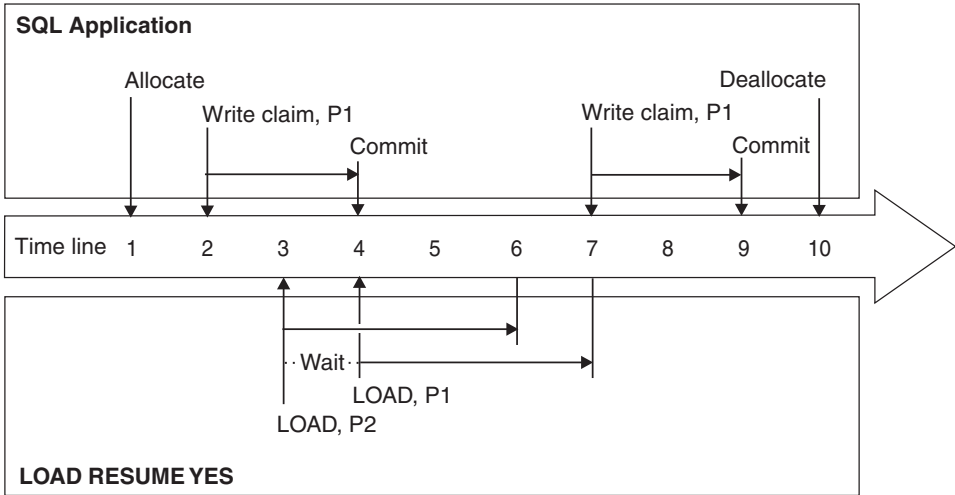 SQL Application
Allocate
Deallocate
Write claim, P1
Write claim, P1
Commit
Commit
Time line 1 2 3 4 5 6 7 8 9 10
Wait
LOAD, P1
LOAD, P2
LOAD RESUME YES